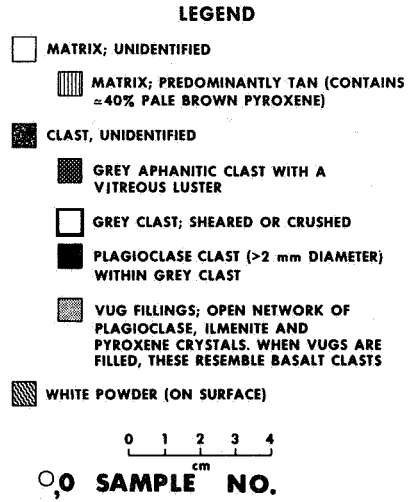 LEGEND
MATRIX; UNIDENTIFIED
MATRIX; PREDOMINANTLY TAN (CONTAINS
≃40% PALE BROWN PYROXENE)
CLAST, UNIDENTIFIED
GREY APHANITIC CLAST WITH A
VITREOUS LUSTER
GREY CLAST; SHEARED OR CRUSHED
PLAGIOCLASE CLAST (>2 mm DIAMETER)
WITHIN GREY CLAST
VUG FILLINGS; OPEN NETWORK OF
PLAGIOCLASE, ILMENITE AND
PYROXENE CRYSTALS. WHEN VUGS ARE
FILLED, THESE RESEMBLE BASALT CLASTS
WHITE POWDER (ON SURFACE)
0 1 2 3 4
cm
○,0 SAMPLE NO.